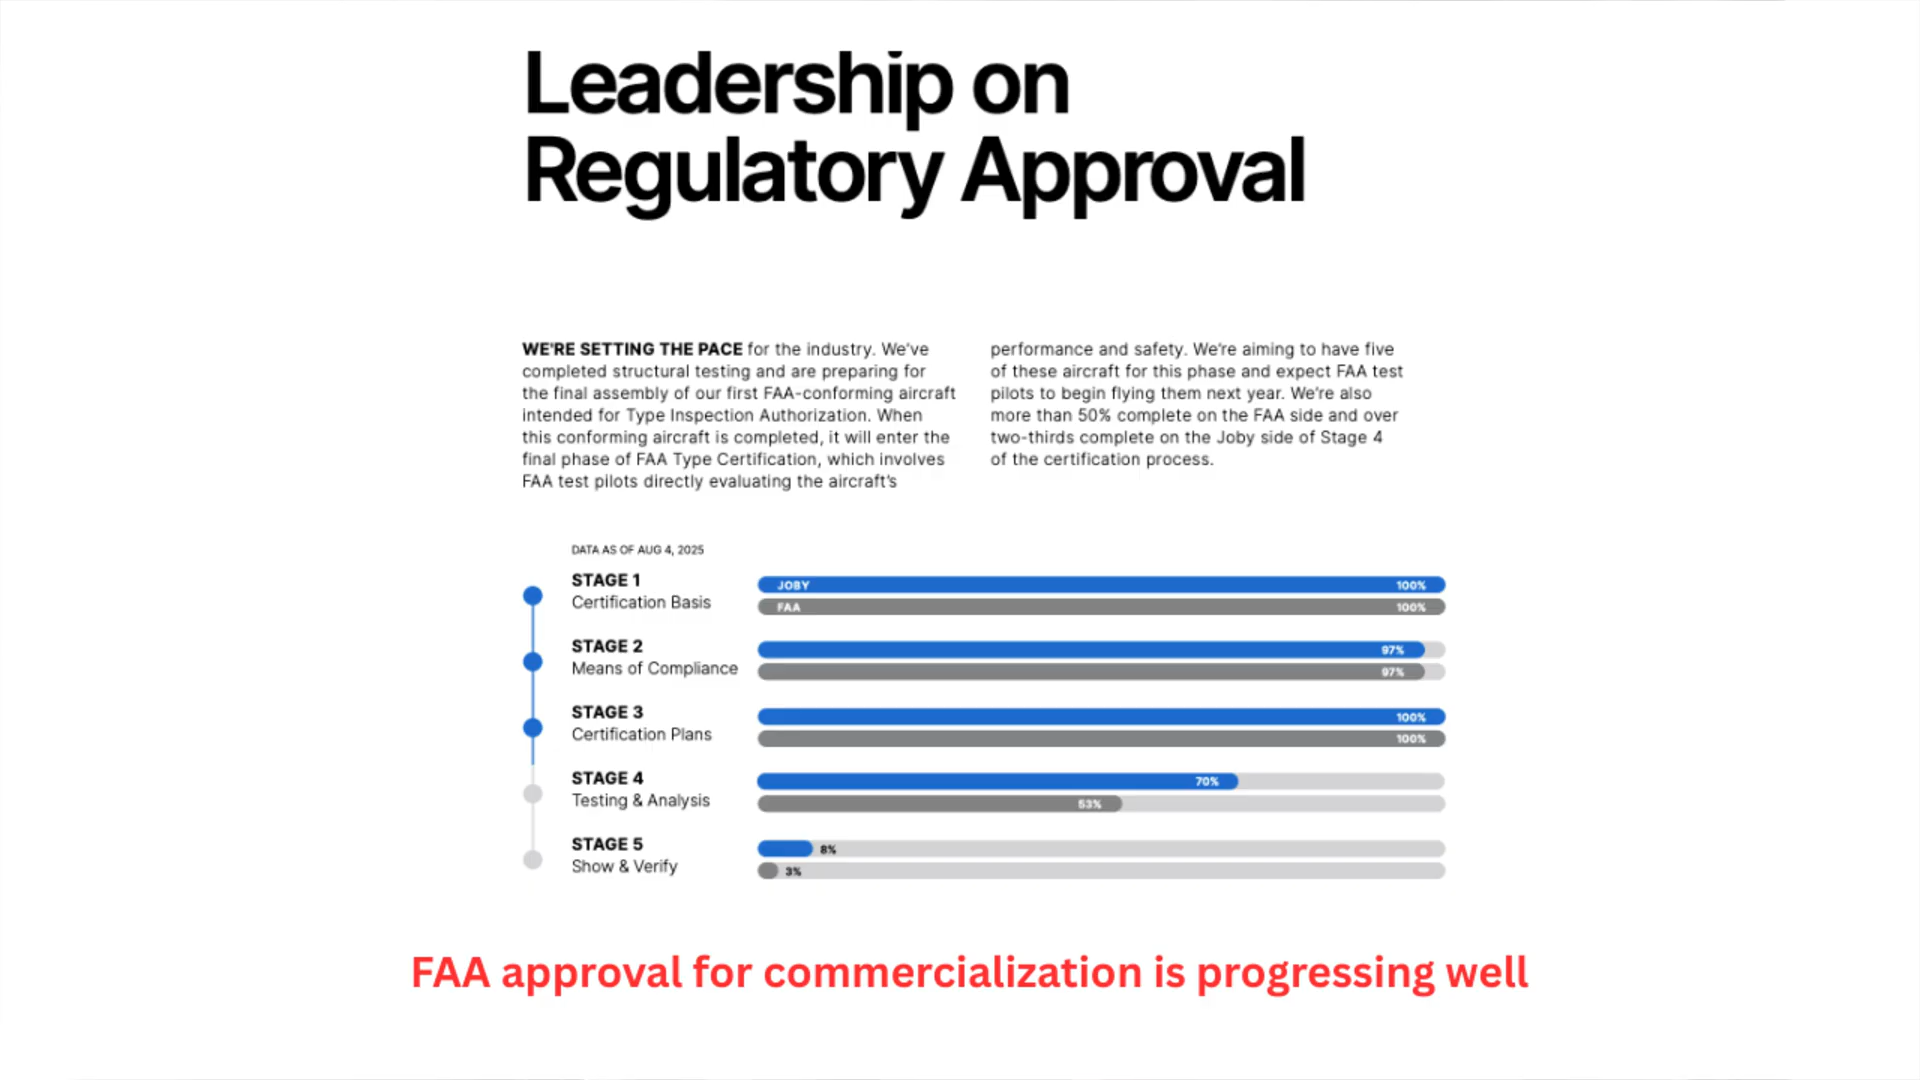 Leadership on
Regulatory Approval
WE'RE SETTING THE PACE for the industry. We've
completed structural testing and are preparing for
the final assembly of our first FAA-conforming aircraft
intended for Type Inspection Authorization. When
this conforming aircraft is completed, it will enter the
final phase of FAA Type Certification, which involves
FAA test pilots directly evaluating the aircraft's
performance and safety. We're aiming to have five
of these aircraft for this phase and expect FAA test
pilots to begin flying them next year. We're also
more than 50% complete on the FAA side and over
two-thirds complete on the Joby side of Stage 4
of the certification process.
DATA AS OF AUG 4, 2025
STAGE 1
Certification Basis
JOBY 100%
FAA 100%
STAGE 2
Means of Compliance
97%
97%
STAGE 3
Certification Plans
100%
100%
STAGE 4
Testing & Analysis
70%
53%
STAGE 5
Show & Verify
8%
3%
FAA approval for commercialization is progressing well